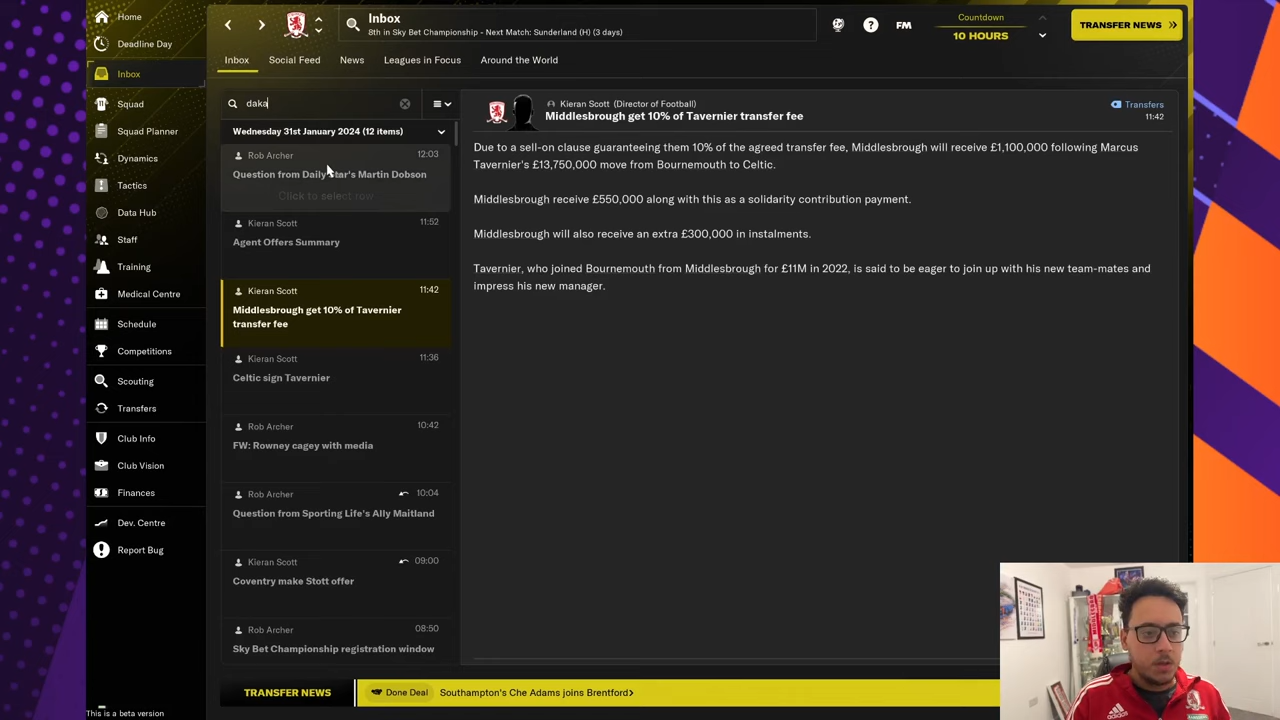 Home
Deadline Day
Inbox
Squad
Squad Planner
Dynamics
Tactics
Data Hub
Staff
Training
Medical Centre
Schedule
Competitions
Scouting
Transfers
Club Info
Club Vision
Finances
Dev. Centre
Report Bug
This is a beta version
Inbox
8th in Sky Bet Championship - Next Match: Sunderland (H) (3 days)
FM
Countdown
10 HOURS
TRANSFER NEWS
Inbox
Social Feed
News
Leagues in Focus
Around the World
daka
Wednesday 31st January 2024 (12 items)
Rob Archer 12:03
Question from Daily Star's Martin Dobson
Click to select row
Kieran Scott 11:52
Agent Offers Summary
Kieran Scott 11:42
Middlesbrough get 10% of Tavernier
transfer fee
Kieran Scott 11:36
Celtic sign Tavernier
Rob Archer 10:42
FW: Rowney cagey with media
Rob Archer 10:04
Question from Sporting Life's Ally Maitland
Kieran Scott 09:00
Coventry make Stott offer
Rob Archer 08:50
Sky Bet Championship registration window
Kieran Scott (Director of Football)
Middlesbrough get 10% of Tavernier transfer fee
Transfers
11:42
Due to a sell-on clause guaranteeing them 10% of the agreed transfer fee, Middlesbrough will receive £1,100,000 following Marcus
Tavernier's £13,750,000 move from Bournemouth to Celtic.
Middlesbrough receive £550,000 along with this as a solidarity contribution payment.
Middlesbrough will also receive an extra £300,000 in instalments.
Tavernier, who joined Bournemouth from Middlesbrough for £11M in 2022, is said to be eager to join up with his new team-mates and
impress his new manager.
TRANSFER NEWS
Done Deal
Southampton's Che Adams joins Brentford
adidas